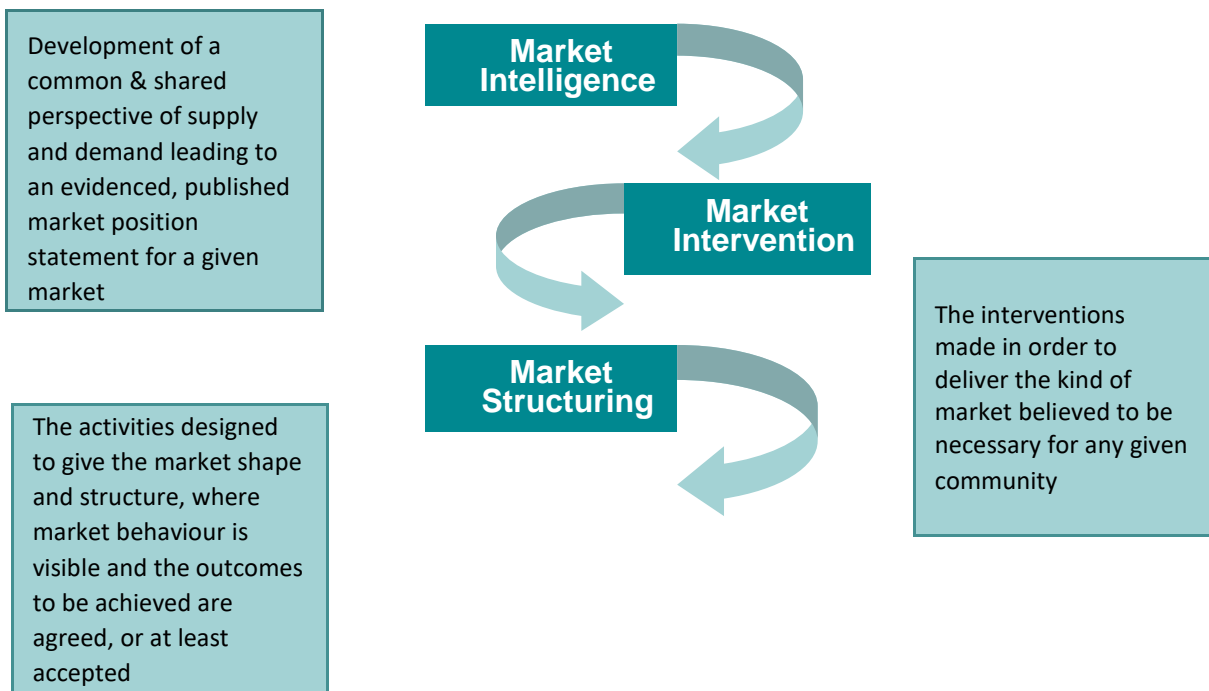 Development of a
common & shared
perspective of supply
and demand leading to
an evidenced, published
market position
statement for a given
market
Market
Intelligence
Market
Intervention
The interventions
made in order to
deliver the kind of
market believed to be
necessary for any given
community
Market
Structuring
The activities designed
to give the market shape
and structure, where
market behaviour is
visible and the outcomes
to be achieved are
agreed, or at least
accepted